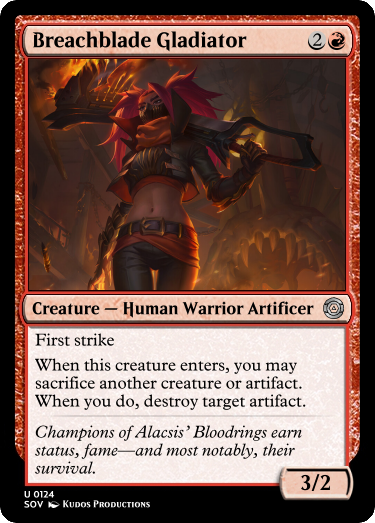 Breachblade Gladiator 2
Creature — Human Warrior Artificer
First strike
When this creature enters, you may
sacrifice another creature or artifact.
When you do, destroy target artifact.
Champions of Alacsis' Bloodrings earn
status, fame—and most notably, their
survival.
3/2
U 0124
SOV Kudos Productions